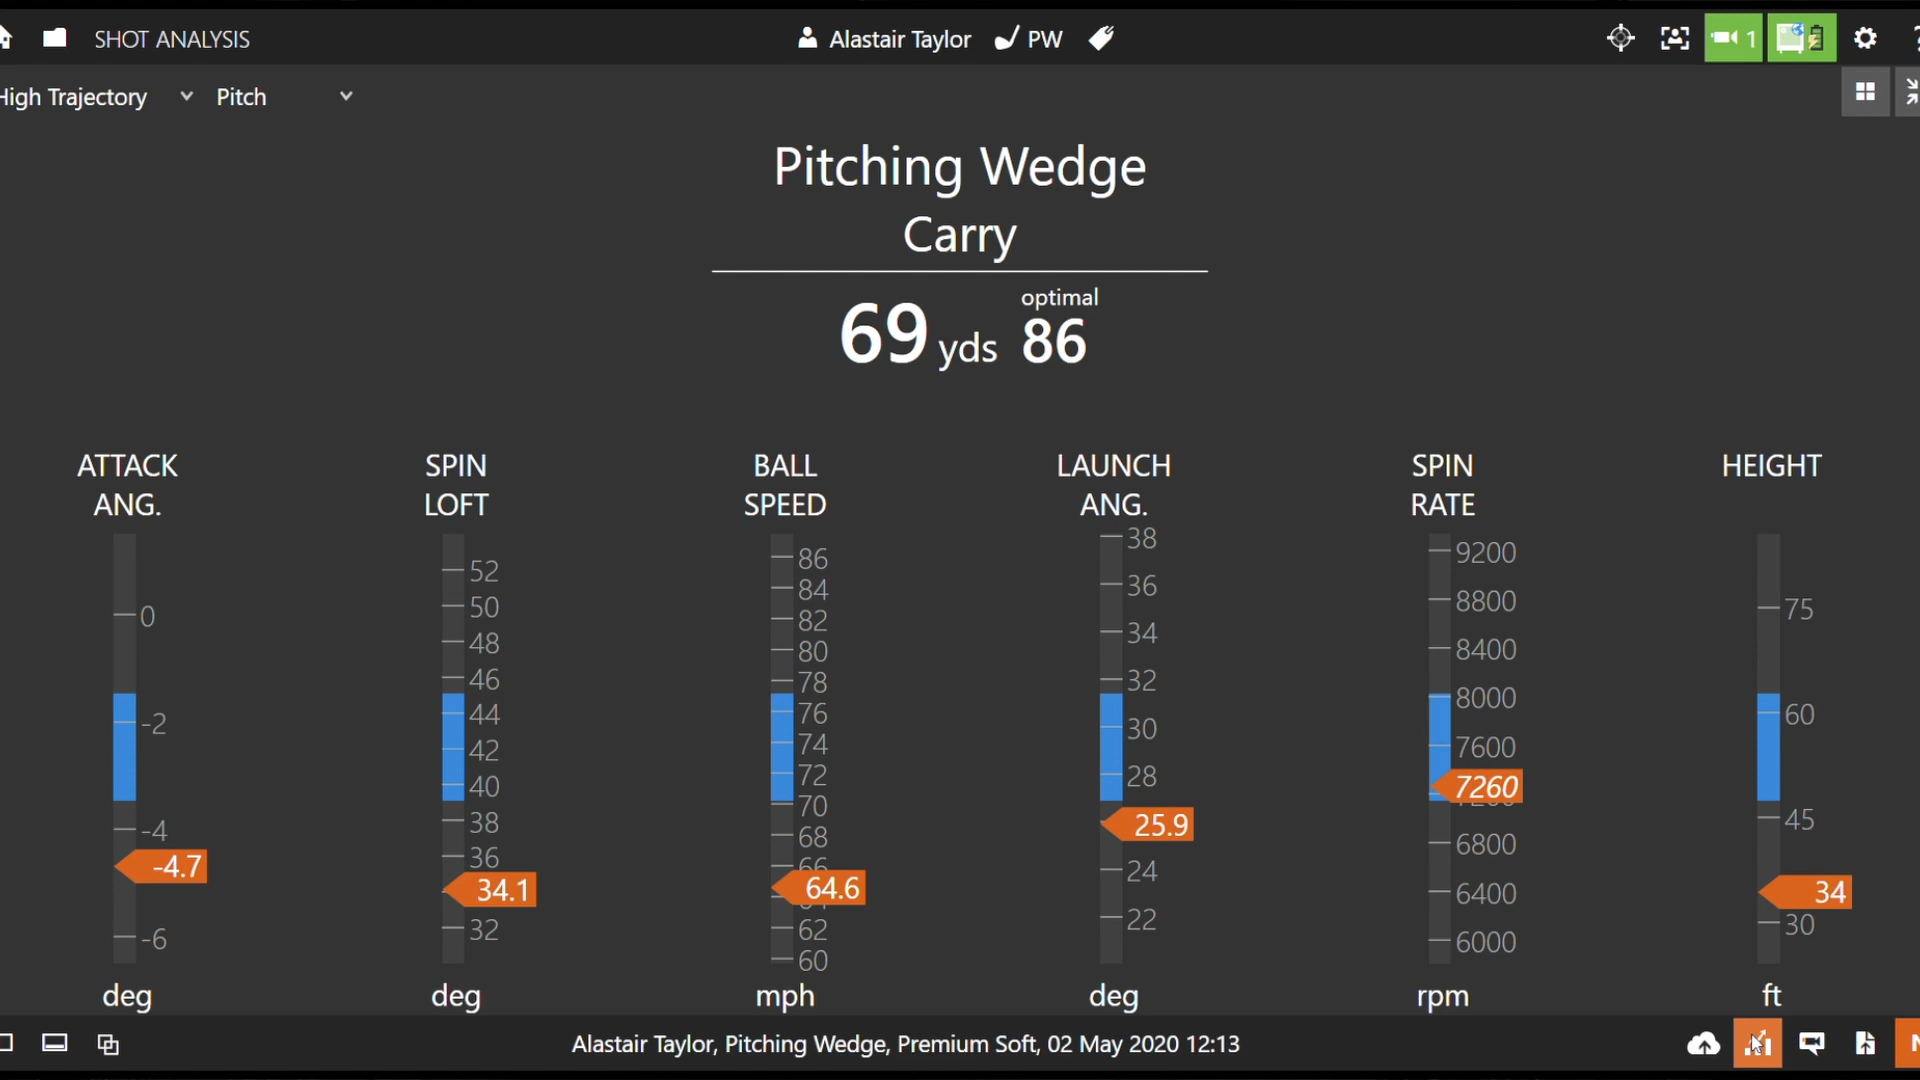 SHOT ANALYSIS
Alastair Taylor PW
1
High Trajectory
Pitch
Pitching Wedge
Carry
69 yds
optimal
86
ATTACK
ANG.
0
-2
-4
-4.7
-6
deg
SPIN
LOFT
52
50
48
46
44
42
40
38
36
34.1
32
deg
BALL
SPEED
86
84
82
80
78
76
74
72
70
68
66
64.6
62
60
mph
LAUNCH
ANG.
38
36
34
32
30
28
25.9
24
22
deg
SPIN
RATE
9200
8800
8400
8000
7600
7260
6800
6400
6000
rpm
HEIGHT
75
60
45
34
30
ft
Alastair Taylor, Pitching Wedge, Premium Soft, 02 May 2020 12:13